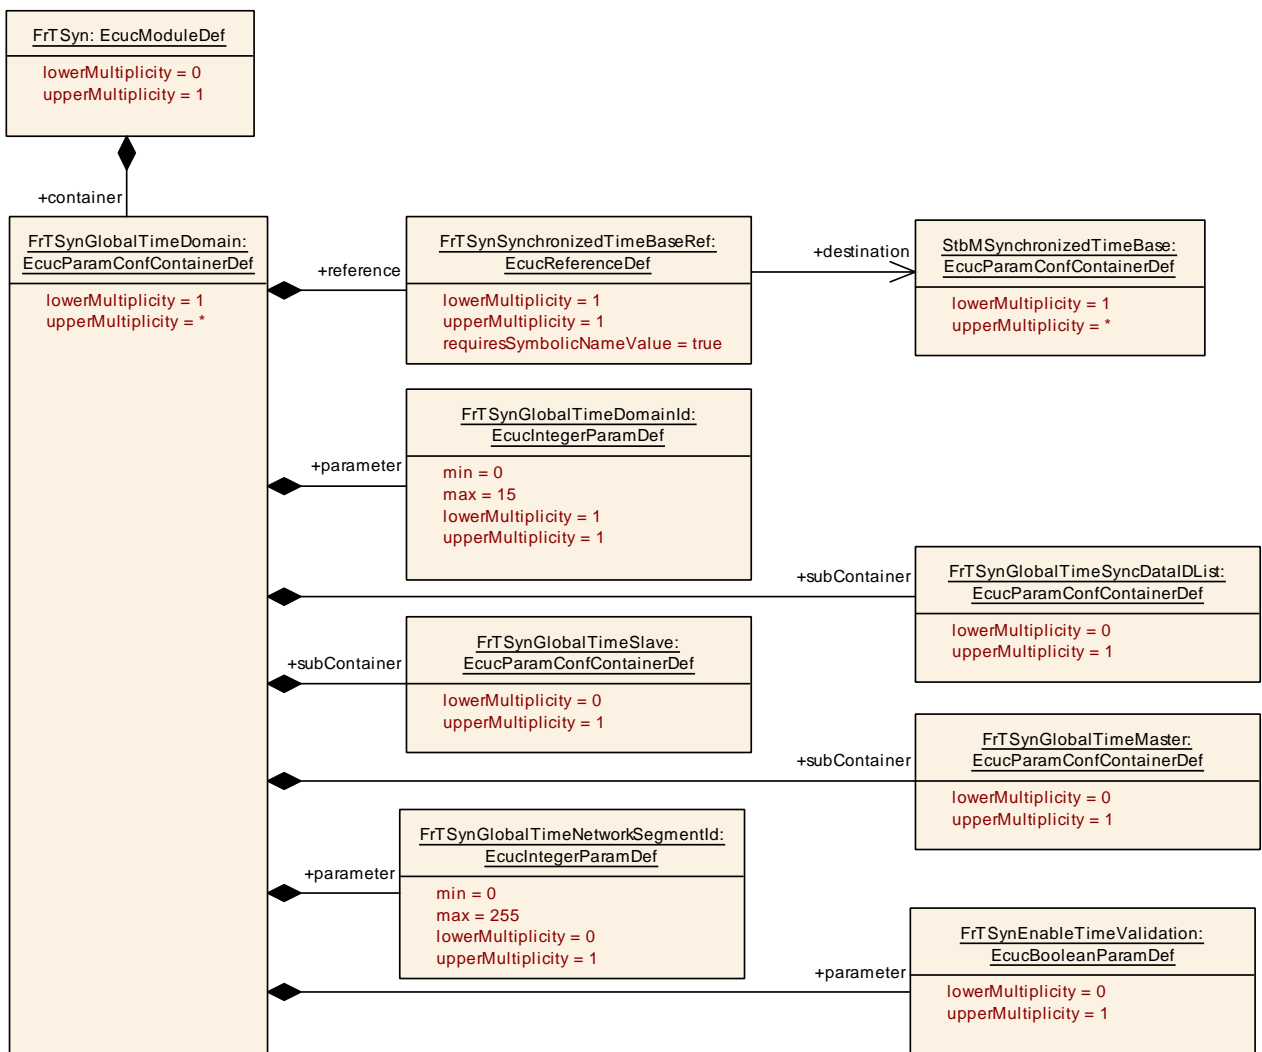 FrTSyn: EcucModuleDef
lowerMultiplicity = 0
upperMultiplicity = 1
+container
FrTSynGlobalTimeDomain:
EcucParamConfContainerDef
lowerMultiplicity = 1
upperMultiplicity = *
+reference
FrTSynSynchronizedTimeBaseRef:
EcucReferenceDef
lowerMultiplicity = 1
upperMultiplicity = 1
requiresSymbolicNameValue = true
+destination
StbMSynchronizedTimeBase:
EcucParamConfContainerDef
lowerMultiplicity = 1
upperMultiplicity = *
+parameter
FrTSynGlobalTimeDomainId:
EcucIntegerParamDef
min = 0
max = 15
lowerMultiplicity = 1
upperMultiplicity = 1
+subContainer
FrTSynGlobalTimeSyncDataIDList:
EcucParamConfContainerDef
lowerMultiplicity = 0
upperMultiplicity = 1
+subContainer
FrTSynGlobalTimeSlave:
EcucParamConfContainerDef
lowerMultiplicity = 0
upperMultiplicity = 1
+subContainer
FrTSynGlobalTimeMaster:
EcucParamConfContainerDef
lowerMultiplicity = 0
upperMultiplicity = 1
+parameter
FrTSynGlobalTimeNetworkSegmentId:
EcucIntegerParamDef
min = 0
max = 255
lowerMultiplicity = 0
upperMultiplicity = 1
+parameter
FrTSynEnableTimeValidation:
EcucBooleanParamDef
lowerMultiplicity = 0
upperMultiplicity = 1